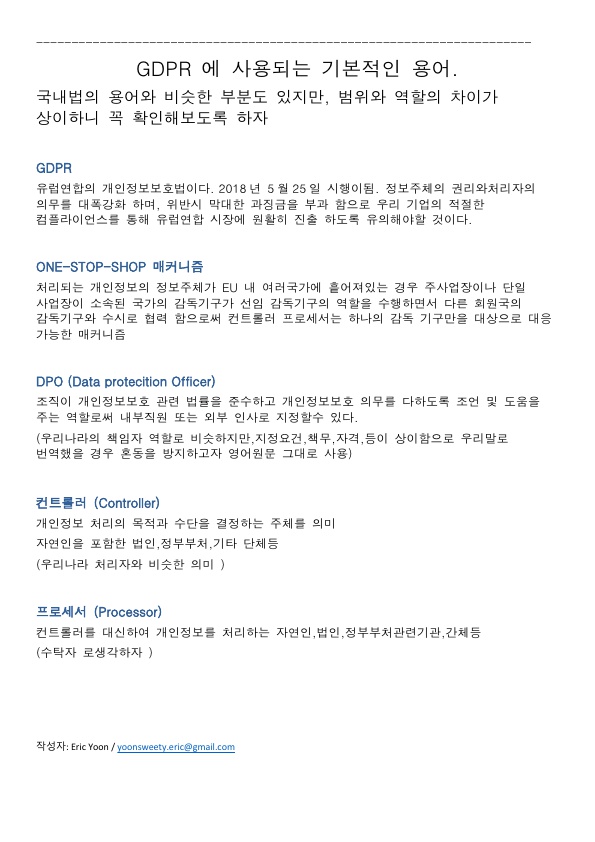 GDPR 에 사용되는 기본적인 용어.
국내법의 용어와 비슷한 부분도 있지만, 범위와 역할의 차이가
상이하니 꼭 확인해보도록 하자
GDPR
유럽연합의 개인정보보호법이다. 2018 년 5 월 25 일 시행이됨. 정보주체의 권리와처리자의
의무를 대폭강화 하며, 위반시 막대한 과징금을 부과 함으로 우리 기업의 적절한
컴플라이언스를 통해 유럽연합 시장에 원활히 진출 하도록 유의해야할 것이다.
ONE-STOP-SHOP 매커니즘
처리되는 개인정보의 정보주체가 EU 내 여러국가에 흩어져있는 경우 주사업장이나 단일
사업장이 소속된 국가의 감독기구가 선임 감독기구의 역할을 수행하면서 다른 회원국의
감독기구와 수시로 협력 함으로써 컨트롤러 프로세서는 하나의 감독 기구만을 대상으로 대응
가능한 매커니즘
DPO (Data protecition Officer)
조직이 개인정보보호 관련 법률을 준수하고 개인정보보호 의무를 다하도록 조언 및 도움을
주는 역할로써 내부직원 또는 외부 인사로 지정할수 있다.
(우리나라의 책임자 역할로 비슷하지만,지정요건,책무,자격,등이 상이함으로 우리말로
번역했을 경우 혼동을 방지하고자 영어원문 그대로 사용)
컨트롤러 (Controller)
개인정보 처리의 목적과 수단을 결정하는 주체를 의미
자연인을 포함한 법인,정부부처,기타 단체등
(우리나라 처리자와 비슷한 의미 )
프로세서 (Processor)
컨트롤러를 대신하여 개인정보를 처리하는 자연인,법인,정부부처관련기관,간체등
(수탁자 로생각하자 )
작성자: Eric Yoon / yoonsweety.eric@gmail.com